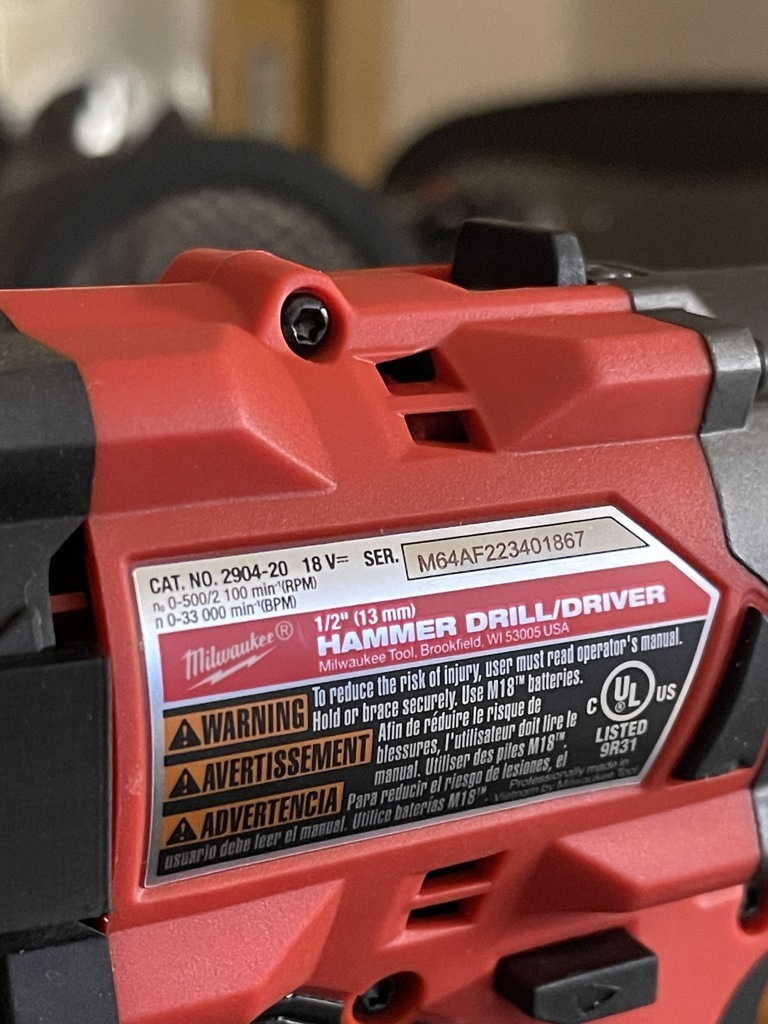 CAT. NO. 2904-20 18 V⎓ SER. M64AF223401867
n₀ 0-500/2 100 min⁻¹(RPM)
n 0-33 000 min⁻¹(BPM)
Milwaukee®
1/2" (13 mm)
HAMMER DRILL/DRIVER
Milwaukee Tool, Brookfield, WI 53005 USA
⚠WARNING To reduce the risk of injury, user must read operator's manual.
Hold or brace securely. Use M18™ batteries.
⚠AVERTISSEMENT Afin de réduire le risque de
blessures, l'utilisateur doit lire le
manual. Utiliser des piles M18™.
⚠ADVERTENCIA Para reducir el riesgo de lesiones, el
usuario debe leer el manual. Utilice baterías M18™.
C UL® US
LISTED
9R31
Professionally made in
Vietnam by Milwaukee Tool